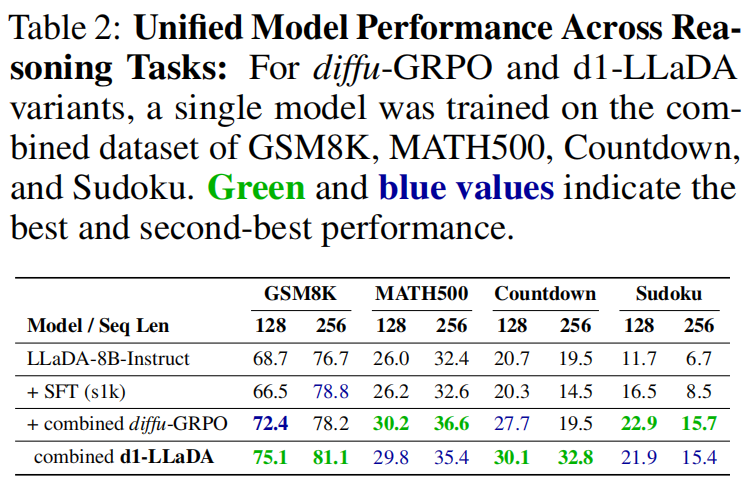 Table 2: Unified Model Performance Across Rea-
soning Tasks: For diffu-GRPO and d1-LLaDA
variants, a single model was trained on the com-
bined dataset of GSM8K, MATH500, Countdown,
and Sudoku. Green and blue values indicate the
best and second-best performance.
GSM8K MATH500 Countdown Sudoku
Model / Seq Len 128 256 128 256 128 256 128 256
LLaDA-8B-Instruct 68.7 76.7 26.0 32.4 20.7 19.5 11.7 6.7
+ SFT (s1k) 66.5 78.8 26.2 32.6 20.3 14.5 16.5 8.5
+ combined diffu-GRPO 72.4 78.2 30.2 36.6 27.7 19.5 22.9 15.7
combined d1-LLaDA 75.1 81.1 29.8 35.4 30.1 32.8 21.9 15.4